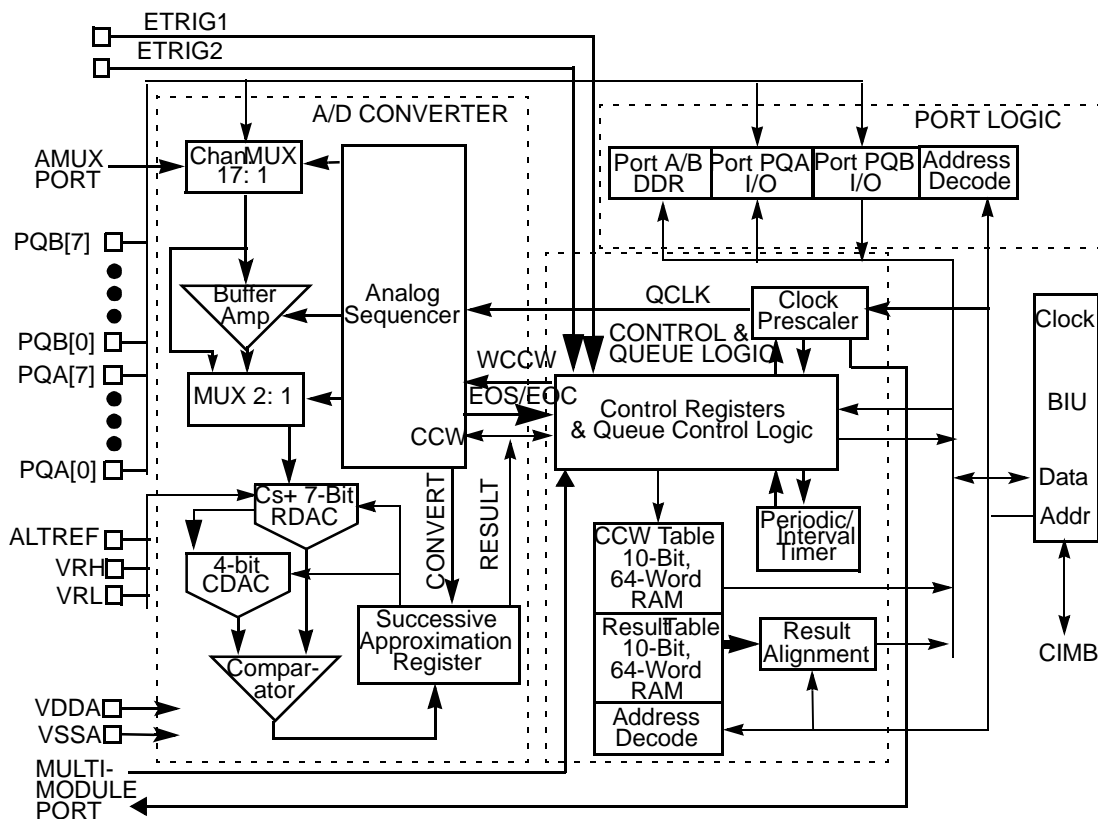 ETRIG1
ETRIG2
A/D CONVERTER
PORT LOGIC
AMUX
PORT
ChanMUX
17: 1
Port A/B
DDR
Port PQA
I/O
Port PQB
I/O
Address
Decode
PQB[7]
PQB[0]
PQA[7]
PQA[0]
Buffer
Amp
Analog
Sequencer
QCLK
Clock
Prescaler
CONTROL &
QUEUE LOGIC
WCCW
EOS/EOC
CCW
MUX 2: 1
Control Registers
& Queue Control Logic
Clock
BIU
Data
Addr
CIMB
Cs+ 7-Bit
RDAC
4-bit
CDAC
CONVERT
RESULT
Periodic/
Interval
Timer
ALTREF
VRH
VRL
CCW Table
10-Bit,
64-Word
RAM
Result Table
10-Bit,
64-Word
RAM
Address
Decode
Result
Alignment
Successive
Approximation
Register
Compar-
ator
VDDA
VSSA
MULTI-
MODULE
PORT